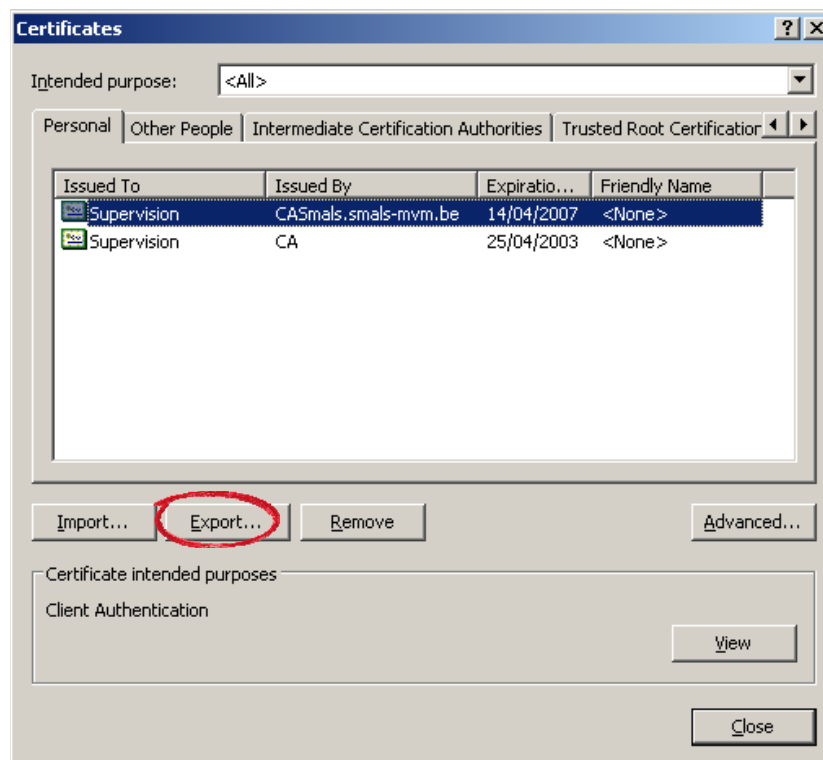 Certificates
Intended purpose: <All>
Personal Other People Intermediate Certification Authorities Trusted Root Certification
Issued To Issued By Expiratio... Friendly Name
Supervision CASmals.smals-mvm.be 14/04/2007 <None>
Supervision CA 25/04/2003 <None>
Import... Export... Remove Advanced...
Certificate intended purposes
Client Authentication
View
Close